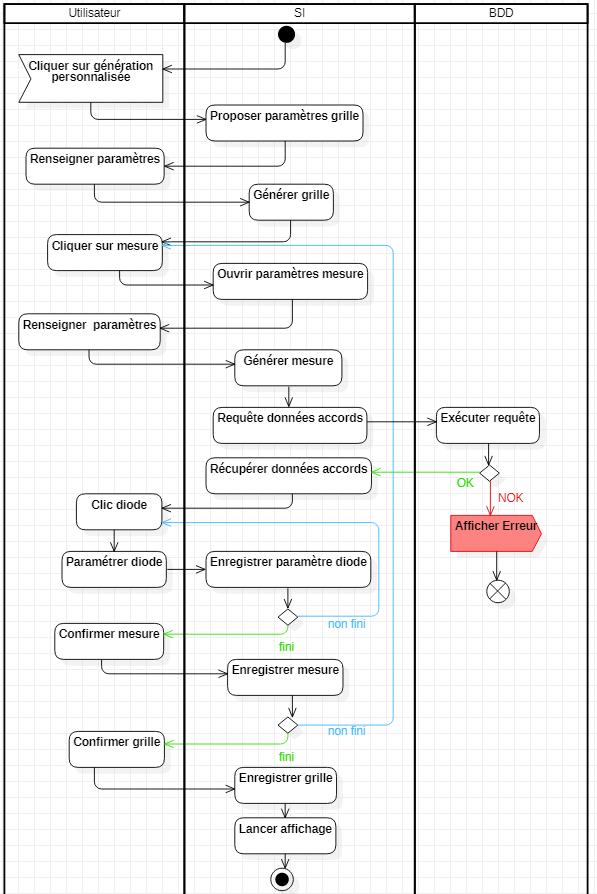 Utilisateur
SI
BDD
Cliquer sur génération
personnalisée
Proposer paramètres grille
Renseigner paramètres
Générer grille
Cliquer sur mesure
Ouvrir paramètres mesure
Renseigner  paramètres
Générer mesure
Requête données accords
Exécuter requête
Récupérer données accords
OK
NOK
Clic diode
Afficher Erreur
Paramétrer diode
Enregistrer paramètre diode
non fini
Confirmer mesure
fini
Enregistrer mesure
non fini
Confirmer grille
fini
Enregistrer grille
Lancer affichage